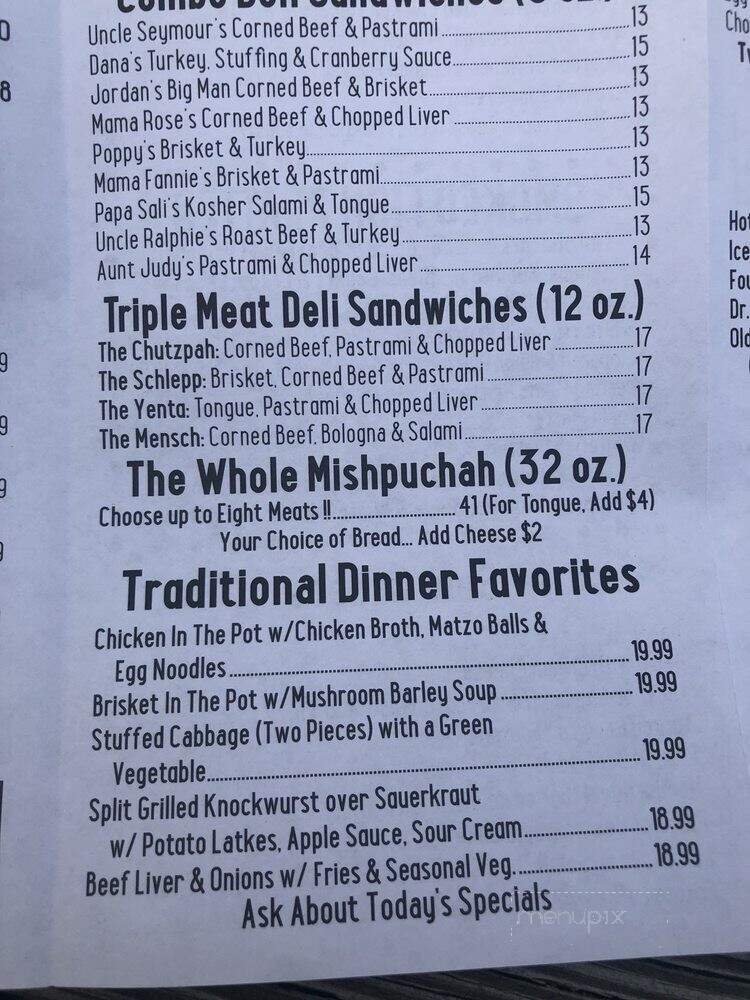 Combo Deli Sandwiches (8 oz.)
Uncle Seymour's Corned Beef & Pastrami 13
Dana's Turkey, Stuffing & Cranberry Sauce 15
Jordan's Big Man Corned Beef & Brisket 13
Mama Rose's Corned Beef & Chopped Liver 13
Poppy's Brisket & Turkey 13
Mama Fannie's Brisket & Pastrami 13
Papa Sali's Kosher Salami & Tongue 15
Uncle Ralphie's Roast Beef & Turkey 13
Aunt Judy's Pastrami & Chopped Liver 14
Triple Meat Deli Sandwiches (12 oz.)
The Chutzpah: Corned Beef, Pastrami & Chopped Liver 17
The Schlepp: Brisket, Corned Beef & Pastrami 17
The Yenta: Tongue, Pastrami & Chopped Liver 17
The Mensch: Corned Beef, Bologna & Salami 17
The Whole Mishpuchah (32 oz.)
Choose up to Eight Meats !! 41 (For Tongue, Add $4)
Your Choice of Bread... Add Cheese $2
Traditional Dinner Favorites
Chicken In The Pot w/Chicken Broth, Matzo Balls &
Egg Noodles 19.99
Brisket In The Pot w/Mushroom Barley Soup 19.99
Stuffed Cabbage (Two Pieces) with a Green
Vegetable 19.99
Split Grilled Knockwurst over Sauerkraut
w/ Potato Latkes, Apple Sauce, Sour Cream 18.99
Beef Liver & Onions w/ Fries & Seasonal Veg. 18.99
Ask About Today's Specials
menupix